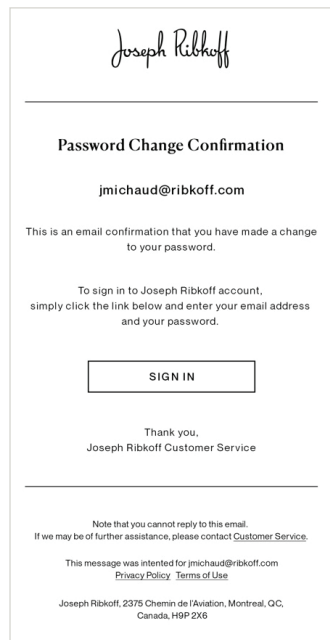 Joseph Ribkoff
Password Change Confirmation
jmichaud@ribkoff.com
This is an email confirmation that you have made a change
to your password.
To sign in to Joseph Ribkoff account,
simply click the link below and enter your email address
and your password.
SIGN IN
Thank you,
Joseph Ribkoff Customer Service
Note that you cannot reply to this email.
If we may be of further assistance, please contact Customer Service.
This message was intended for jmichaud@ribkoff.com
Privacy Policy Terms of Use
Joseph Ribkoff, 2375 Chemin de l'Aviation, Montreal, QC,
Canada, H9P 2X6